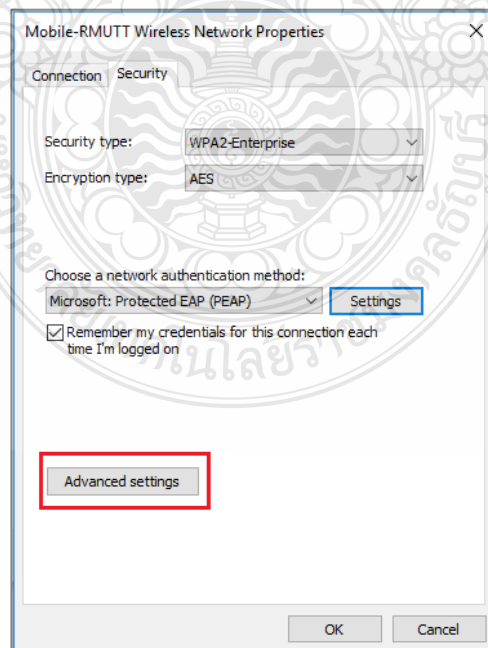 Mobile-RMUTT Wireless Network Properties
Connection Security
Security type: WPA2-Enterprise
Encryption type: AES
Choose a network authentication method:
Microsoft: Protected EAP (PEAP) Settings
Remember my credentials for this connection each
time I'm logged on
Advanced settings
OK Cancel